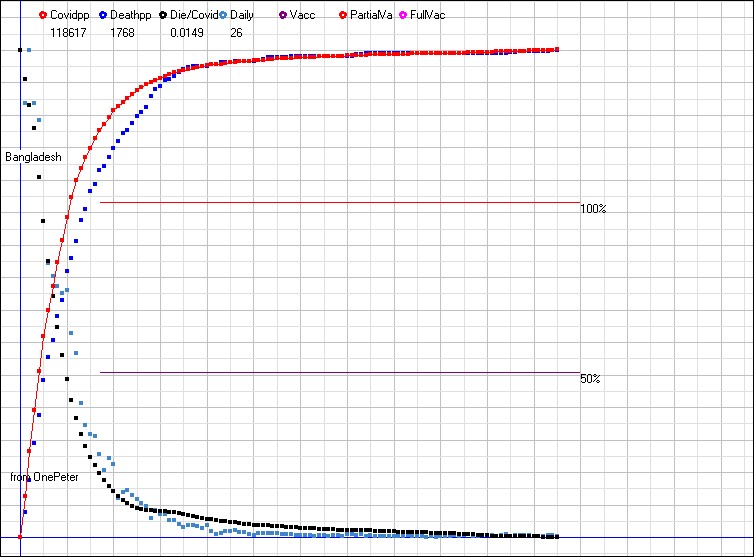 Covidpp Deathpp Die/Covid Daily Vacc PartialVa FullVac
118617 1768 0.0149 26
Bangladesh
100%
50%
from OnePeter